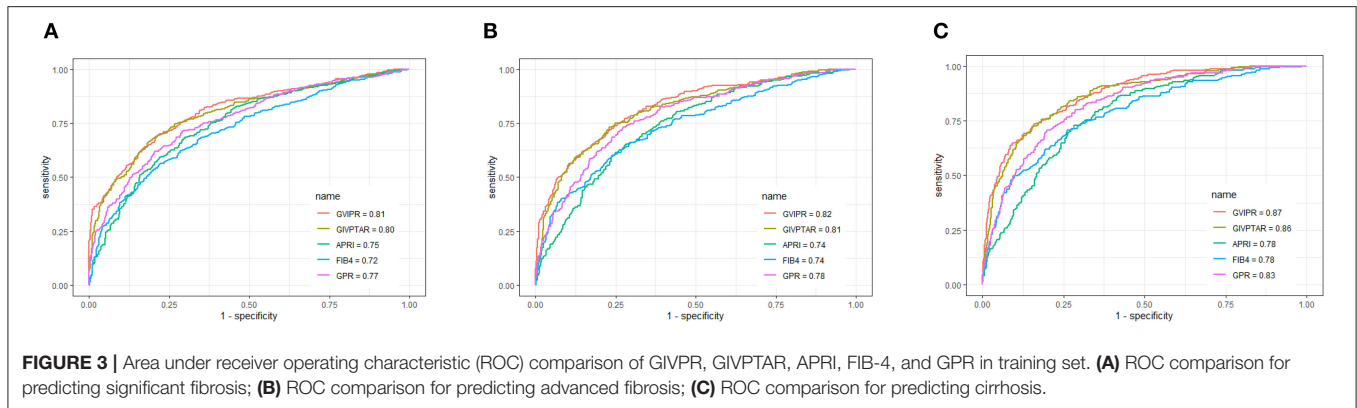 A
1.00
0.75
0.50
0.25
0.00
sensitivity
name
GVIPR = 0.81
GIVPTAR = 0.80
APRI = 0.75
FIB4 = 0.72
GPR = 0.77
0.00 0.25 0.50 0.75 1.00
1 - specificity
B
1.00
0.75
0.50
0.25
0.00
sensitivity
name
GVIPR = 0.82
GIVPTAR = 0.81
APRI = 0.74
FIB4 = 0.74
GPR = 0.78
0.00 0.25 0.50 0.75 1.00
1 - specificity
C
1.00
0.75
0.50
0.25
0.00
sensitivity
name
GVIPR = 0.87
GIVPTAR = 0.86
APRI = 0.78
FIB4 = 0.78
GPR = 0.83
0.00 0.25 0.50 0.75 1.00
1 - specificity
FIGURE 3 | Area under receiver operating characteristic (ROC) comparison of GIVPR, GIVPTAR, APRI, FIB-4, and GPR in training set. (A) ROC comparison for
predicting significant fibrosis; (B) ROC comparison for predicting advanced fibrosis; (C) ROC comparison for predicting cirrhosis.